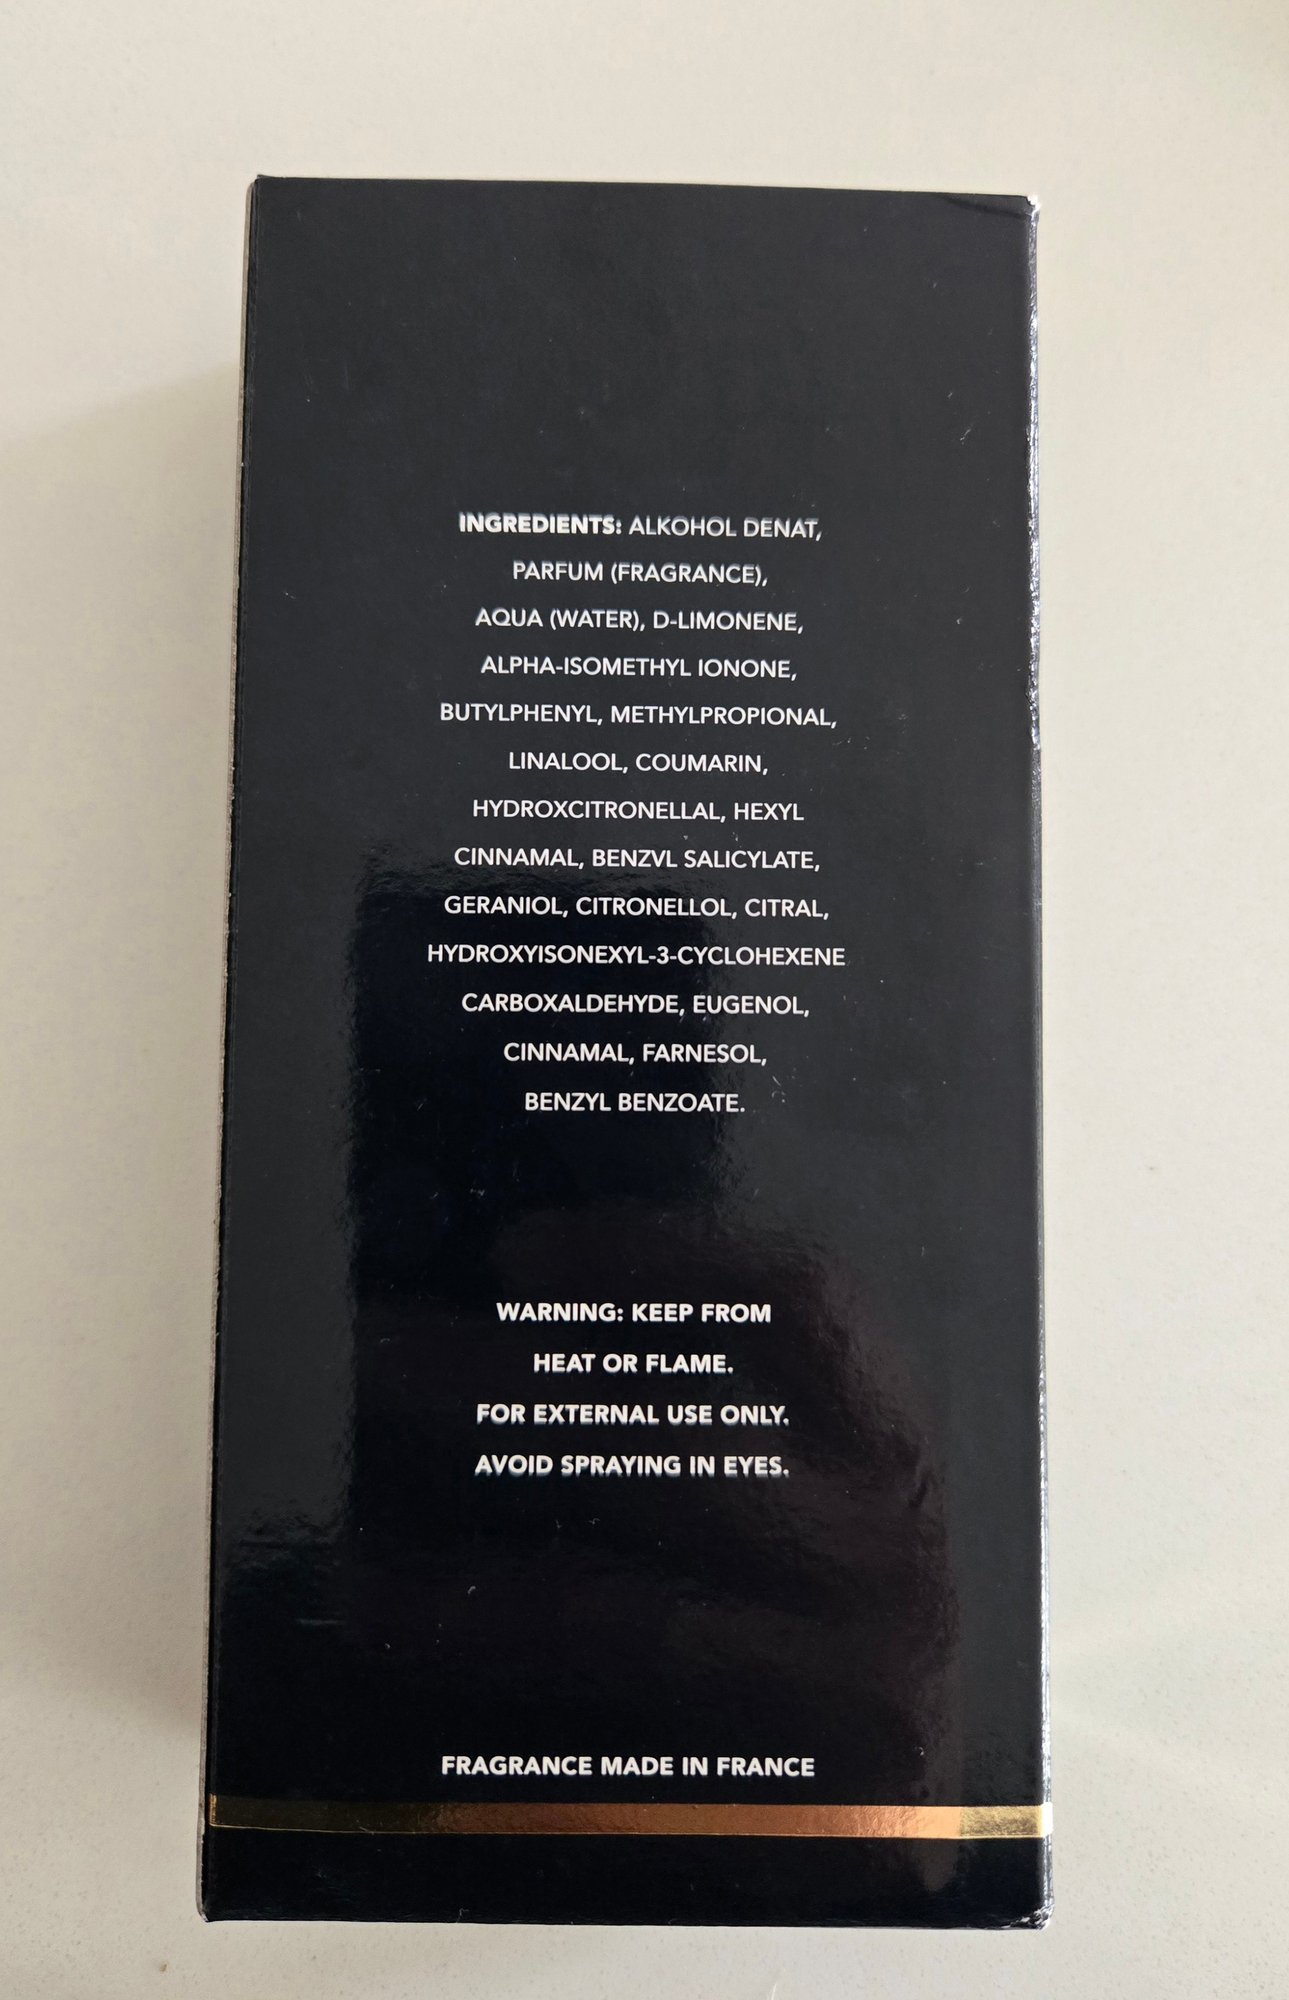 INGREDIENTS: ALKOHOL DENAT,
PARFUM (FRAGRANCE),
AQUA (WATER), D-LIMONENE,
ALPHA-ISOMETHYL IONONE,
BUTYLPHENYL, METHYLPROPIONAL,
LINALOOL, COUMARIN,
HYDROXCITRONELLAL, HEXYL
CINNAMAL, BENZVL SALICYLATE,
GERANIOL, CITRONELLOL, CITRAL,
HYDROXYISONEXYL-3-CYCLOHEXENE
CARBOXALDEHYDE, EUGENOL,
CINNAMAL, FARNESOL,
BENZYL BENZOATE.
WARNING: KEEP FROM
HEAT OR FLAME.
FOR EXTERNAL USE ONLY.
AVOID SPRAYING IN EYES.
FRAGRANCE MADE IN FRANCE